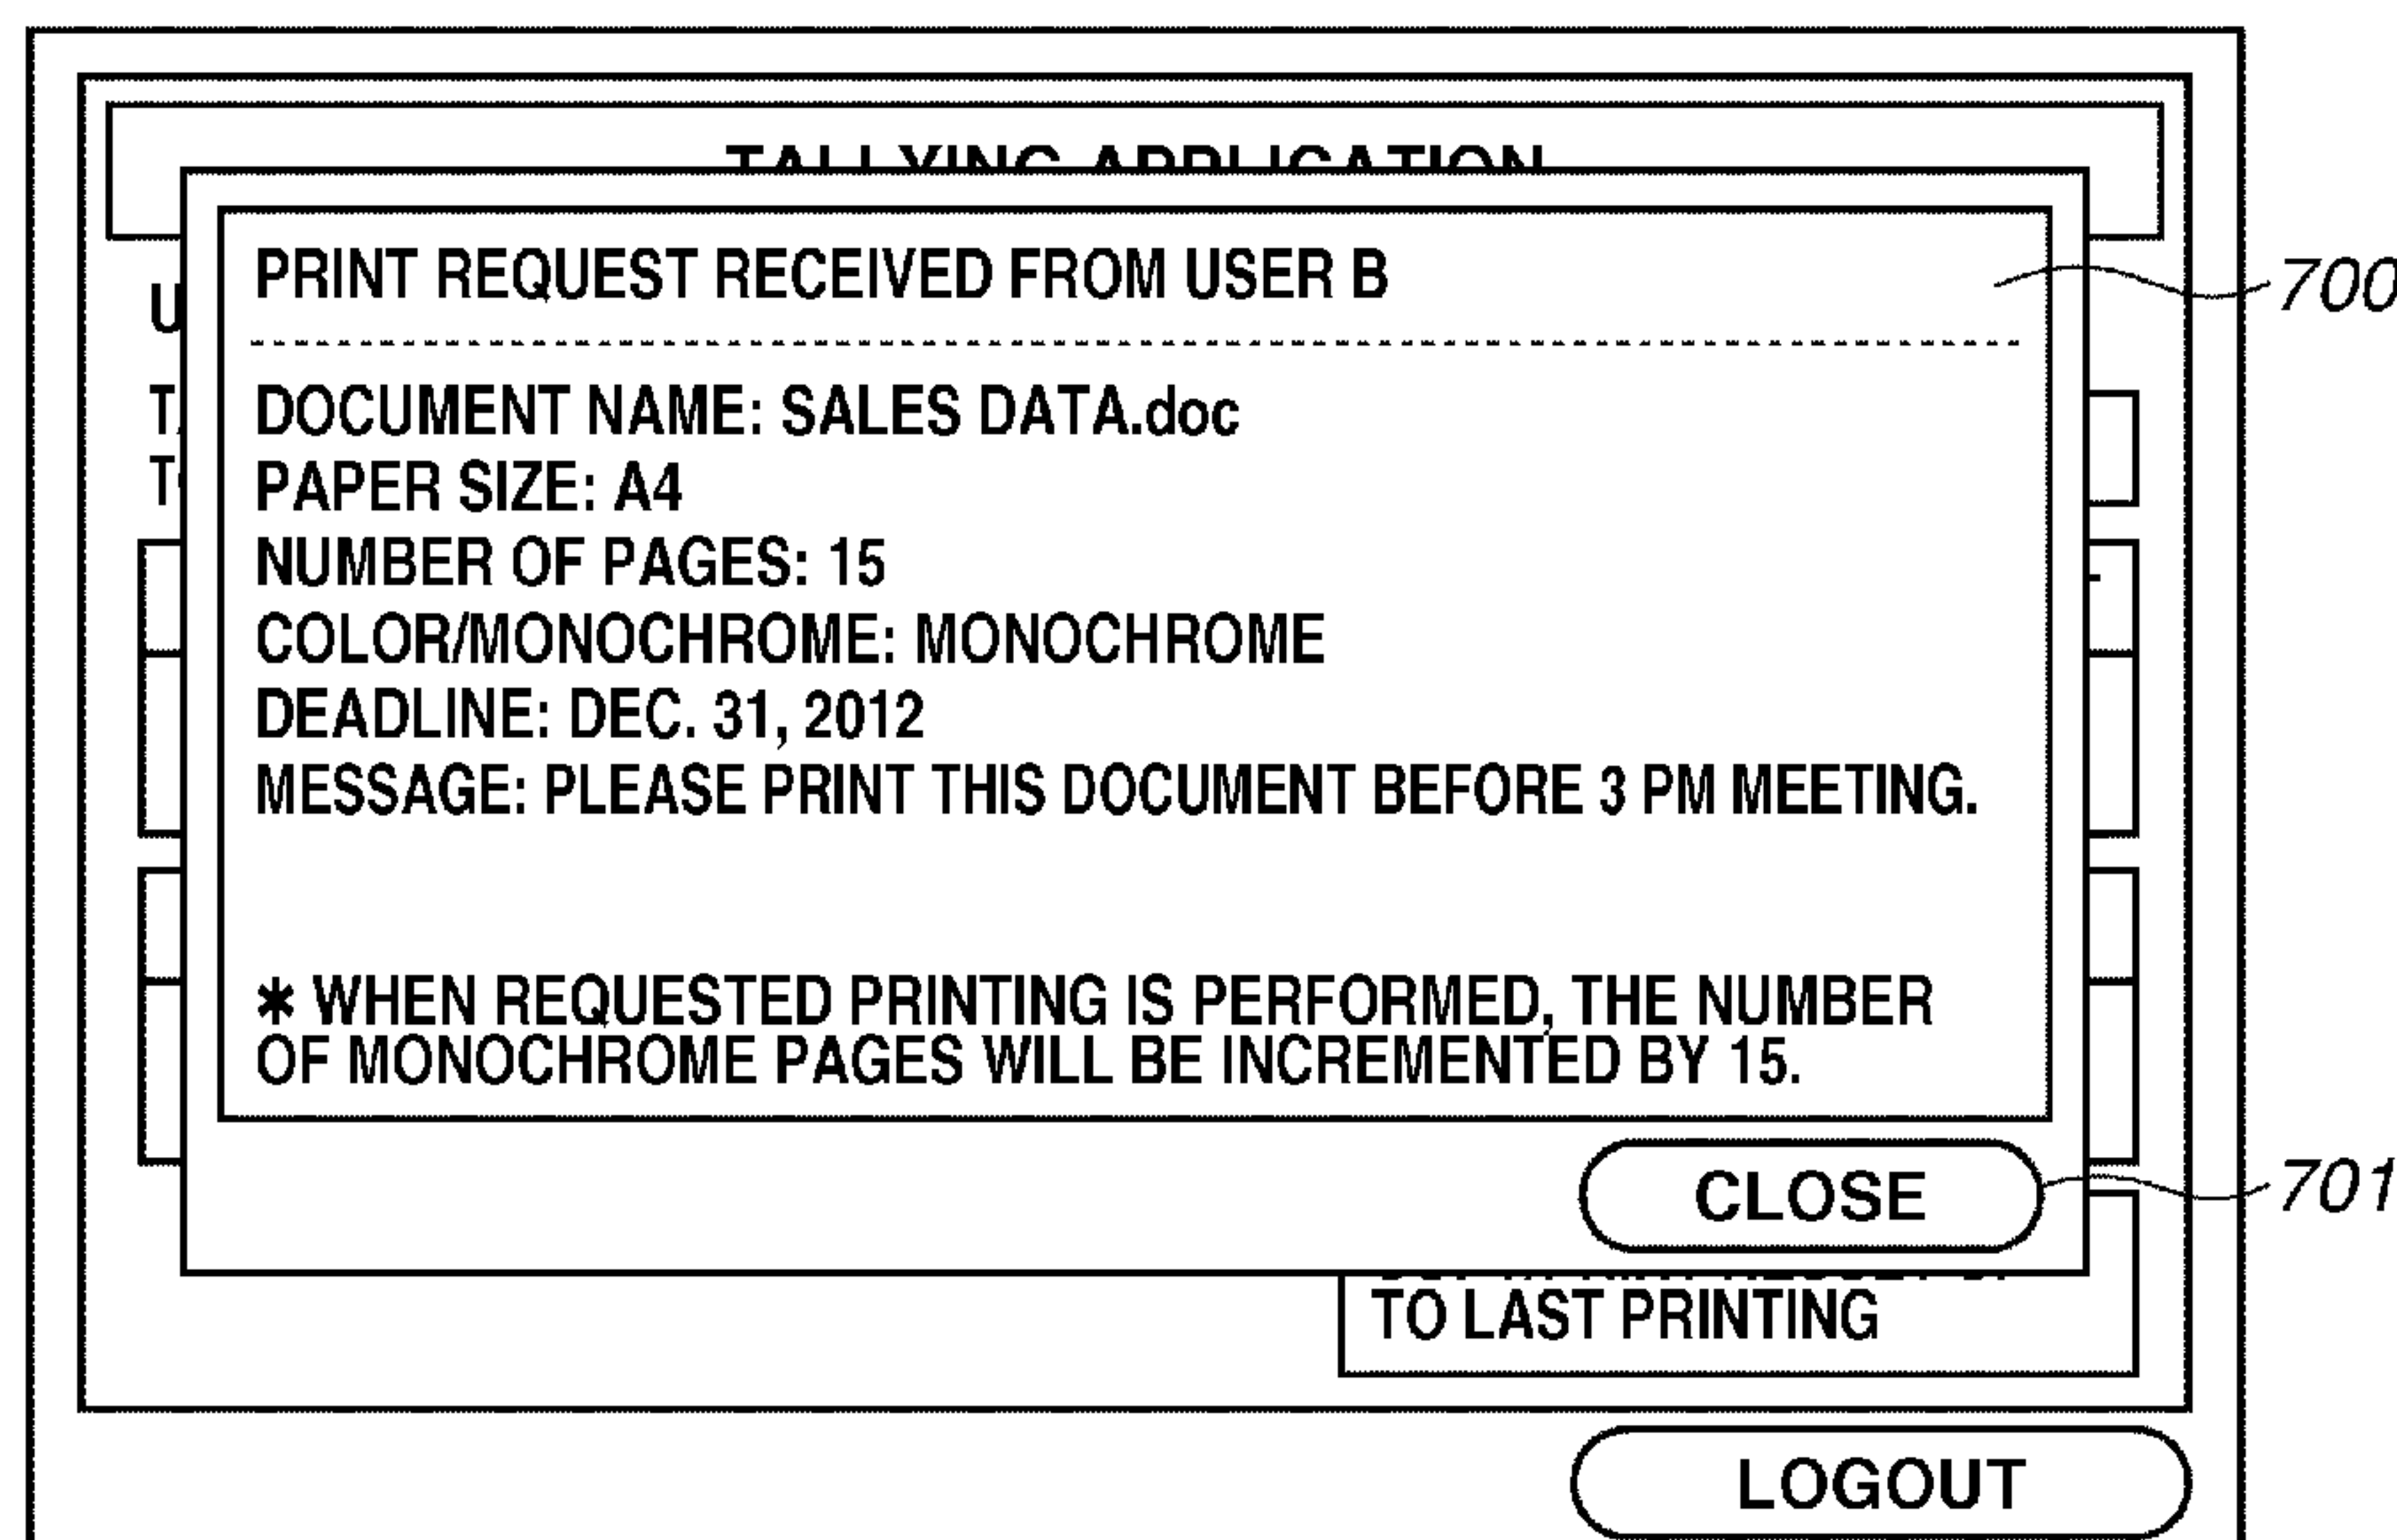 TALLYING APPLICATION
PRINT REQUEST RECEIVED FROM USER B
700
DOCUMENT NAME: SALES DATA.doc
PAPER SIZE: A4
NUMBER OF PAGES: 15
COLOR/MONOCHROME: MONOCHROME
DEADLINE: DEC. 31, 2012
MESSAGE: PLEASE PRINT THIS DOCUMENT BEFORE 3 PM MEETING.
* WHEN REQUESTED PRINTING IS PERFORMED, THE NUMBER
OF MONOCHROME PAGES WILL BE INCREMENTED BY 15.
CLOSE
701
TO LAST PRINTING
LOGOUT